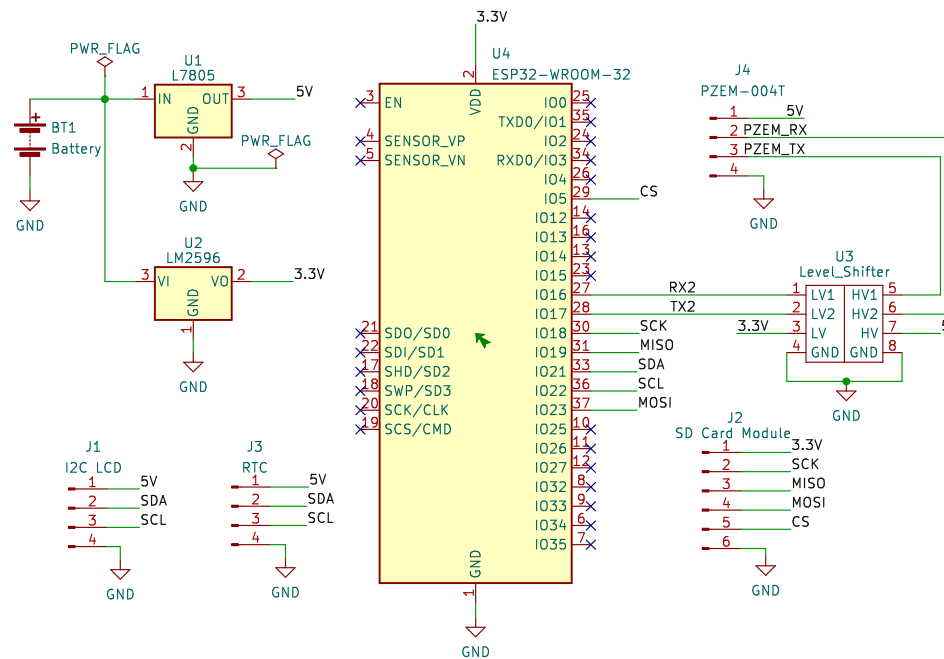 PWR_FLAG
BT1
Battery
GND
U1
L7805
1 IN OUT 3 5V
GND
2
PWR_FLAG
GND
U2
LM2596
3 VI VO 2 3.3V
GND
1
GND
3.3V
U4
ESP32-WROOM-32
2
VDD
3 EN
4 SENSOR_VP
5 SENSOR_VN
21 SDO/SD0
22 SDI/SD1
17 SHD/SD2
18 SWP/SD3
20 SCK/CLK
19 SCS/CMD
IO0 25
TXD0/IO1 35
IO2 24
RXD0/IO3 34
IO4 26
IO5 29 CS
IO12 14
IO13 16
IO14 13
IO15 23
IO16 27 RX2
IO17 28 TX2
IO18 30 SCK
IO19 31 MISO
IO21 33 SDA
IO22 36 SCL
IO23 37 MOSI
IO25 10
IO26 11
IO27 12
IO32 8
IO33 9
IO34 6
IO35 7
GND
1
GND
J4
PZEM-004T
1 5V
2 PZEM_RX
3 PZEM_TX
4
GND
U3
Level_Shifter
1 LV1 HV1 5
2 LV2 HV2 6
3.3V 3 LV HV 7 5
4 GND GND 8
GND
J1
I2C LCD
1 5V
2 SDA
3 SCL
4
GND
J3
RTC
1 5V
2 SDA
3 SCL
4
GND
J2
SD Card Module
1 3.3V
2 SCK
3 MISO
4 MOSI
5 CS
6
GND